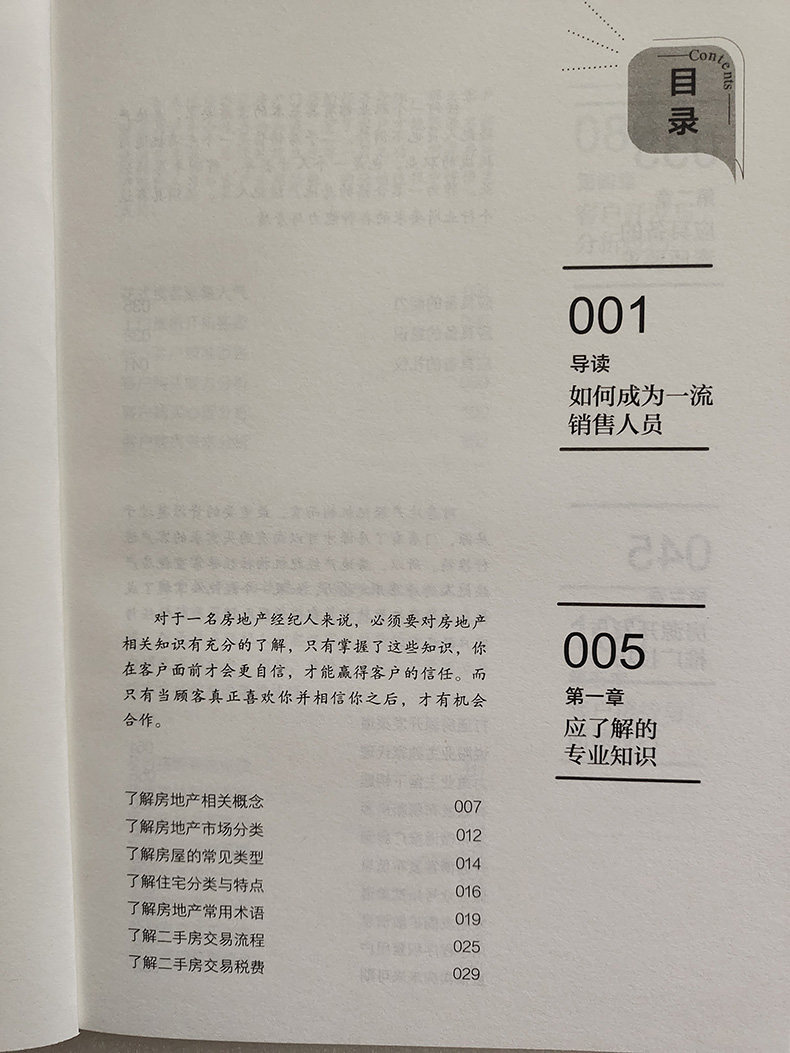 Contents
目录
001
导读
如何成为一流
销售人员
005
第一章
应了解的
专业知识
对于一名房地产经纪人来说，必须要对房地产
相关知识有充分的了解，只有掌握了这些知识，你
在客户面前才会更自信，才能赢得客户的信任。而
只有当顾客真正喜欢你并相信你之后，才有机会
合作。
了解房地产相关概念 007
了解房地产市场分类 012
了解房屋的常见类型 014
了解住宅分类与特点 016
了解房地产常用术语 019
了解二手房交易流程 025
了解二手房交易税费 029